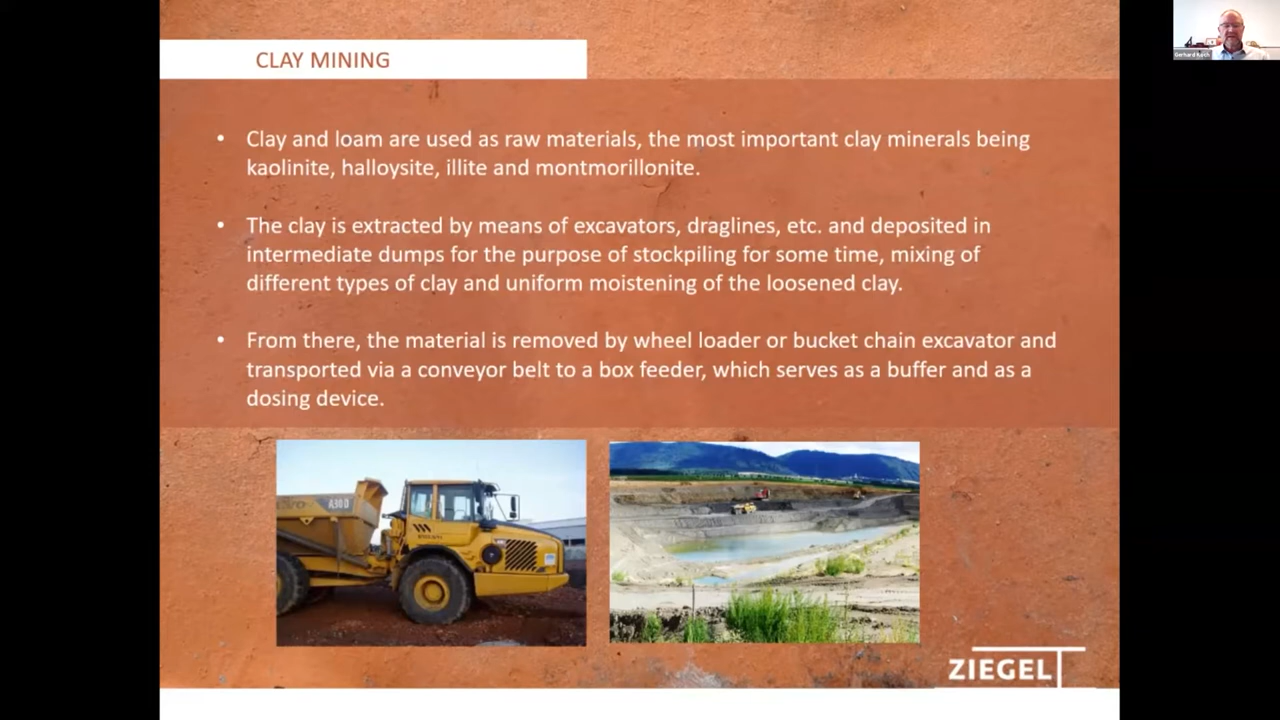 CLAY MINING
• Clay and loam are used as raw materials, the most important clay minerals being
kaolinite, halloysite, illite and montmorillonite.
• The clay is extracted by means of excavators, draglines, etc. and deposited in
intermediate dumps for the purpose of stockpiling for some time, mixing of
different types of clay and uniform moistening of the loosened clay.
• From there, the material is removed by wheel loader or bucket chain excavator and
transported via a conveyor belt to a box feeder, which serves as a buffer and as a
dosing device.
A30D
ZIEGEL